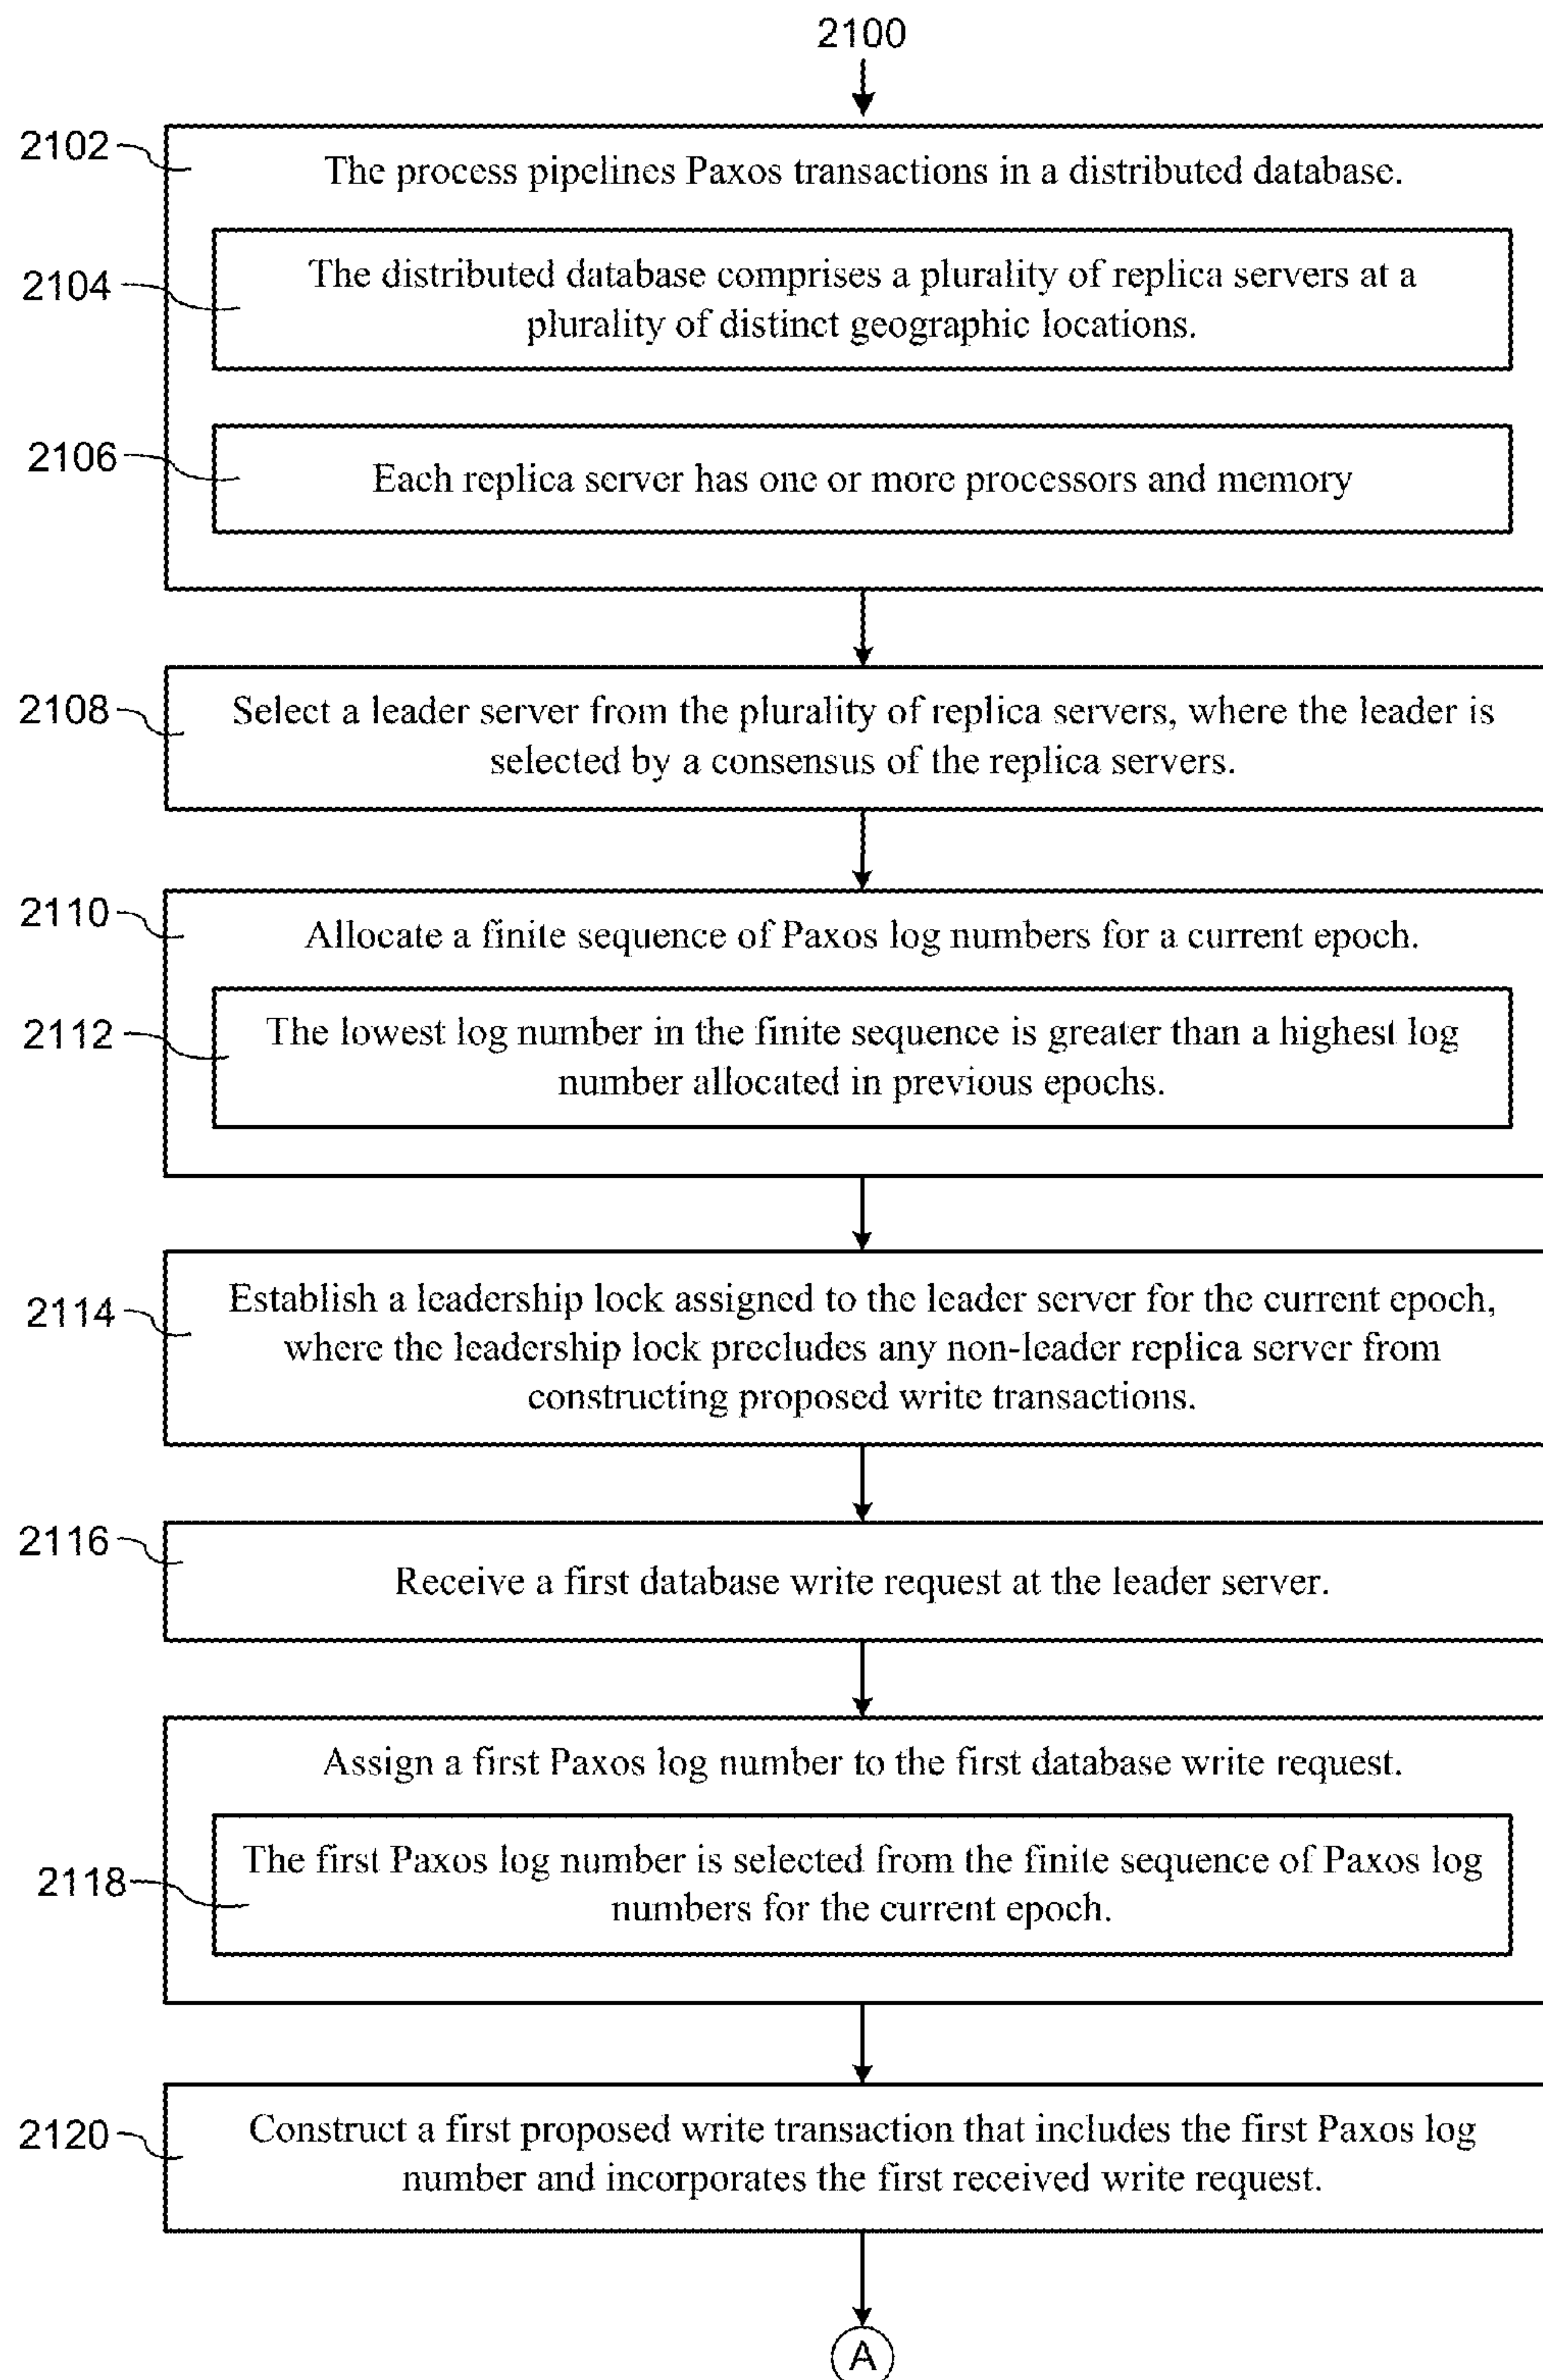 2100
2102
The process pipelines Paxos transactions in a distributed database.
2104
The distributed database comprises a plurality of replica servers at a
plurality of distinct geographic locations.
2106
Each replica server has one or more processors and memory
2108
Select a leader server from the plurality of replica servers, where the leader is
selected by a consensus of the replica servers.
2110
Allocate a finite sequence of Paxos log numbers for a current epoch.
2112
The lowest log number in the finite sequence is greater than a highest log
number allocated in previous epochs.
2114
Establish a leadership lock assigned to the leader server for the current epoch,
where the leadership lock precludes any non-leader replica server from
constructing proposed write transactions.
2116
Receive a first database write request at the leader server.
Assign a first Paxos log number to the first database write request.
2118
The first Paxos log number is selected from the finite sequence of Paxos log
numbers for the current epoch.
2120
Construct a first proposed write transaction that includes the first Paxos log
number and incorporates the first received write request.
A